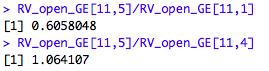 > RV_open_GE[11,5]/RV_open_GE[11,1]
[1] 0.6058048
> RV_open_GE[11,5]/RV_open_GE[11,4]
[1] 1.064107